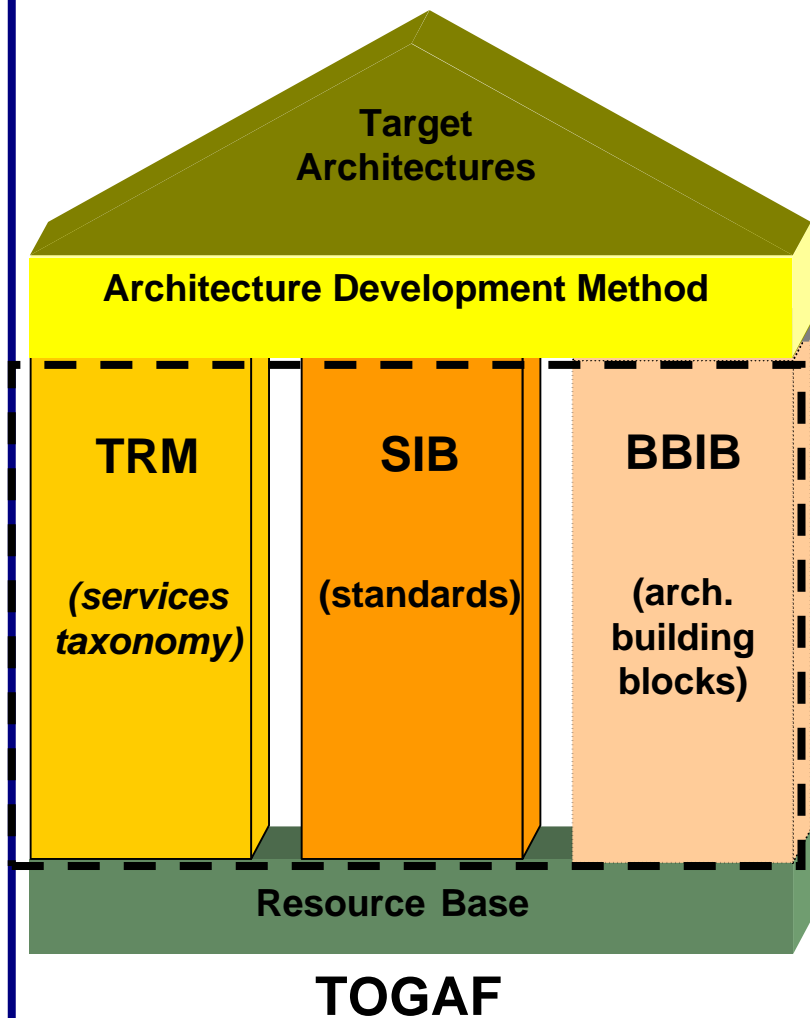 Target
Architectures
Architecture Development Method
TRM
(services
taxonomy)
SIB
(standards)
BBIB
(arch.
building
blocks)
Resource Base
TOGAF